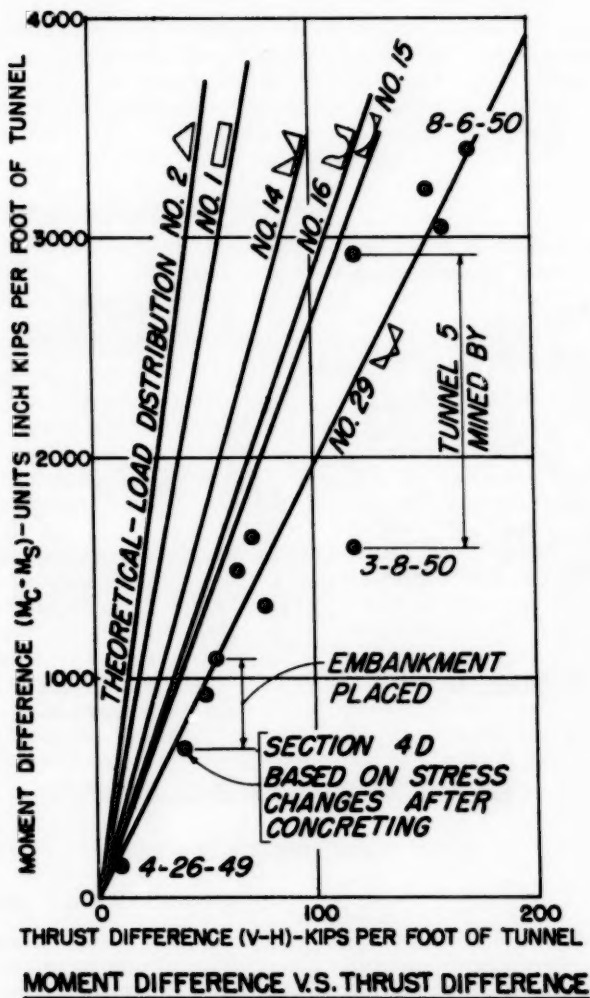 4000
3000
2000
1000
0
MOMENT DIFFERENCE (MC-MS)-UNITS INCH KIPS PER FOOT OF TUNNEL
THEORETICAL-LOAD DISTRIBUTION NO. 2
NO. 1
NO. 14
NO. 16
NO. 15
8-6-50
NO. 29
TUNNEL 5
MINED BY
3-8-50
EMBANKMENT
PLACED
SECTION 4D
BASED ON STRESS
CHANGES AFTER
CONCRETING
4-26-49
0
100
200
THRUST DIFFERENCE (V-H)-KIPS PER FOOT OF TUNNEL
MOMENT DIFFERENCE V.S. THRUST DIFFERENCE